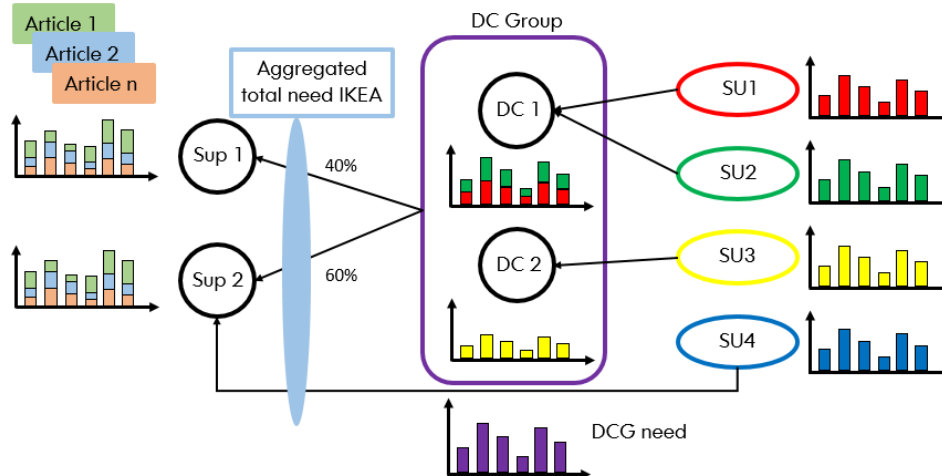 DC Group
Article 1
Article 2
Article n
Aggregated
total need IKEA
Sup 1
40%
DC 1
SU1
SU2
Sup 2
60%
DC 2
SU3
SU4
DCG need